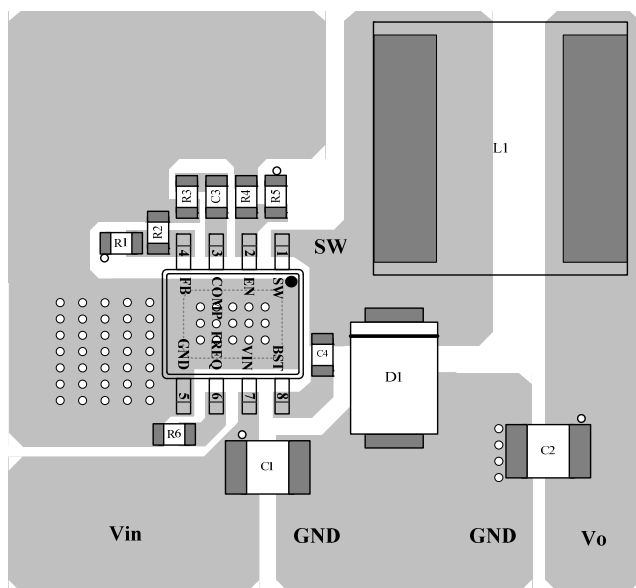 L1
R3
C3
R4
R5
R2
R1
SW
4
3
2
1
FB
COMP
EN
SW
GND
FREQ
VIN
BST
C4
D1
5
6
7
8
R6
C1
C2
Vin
GND
GND
Vo